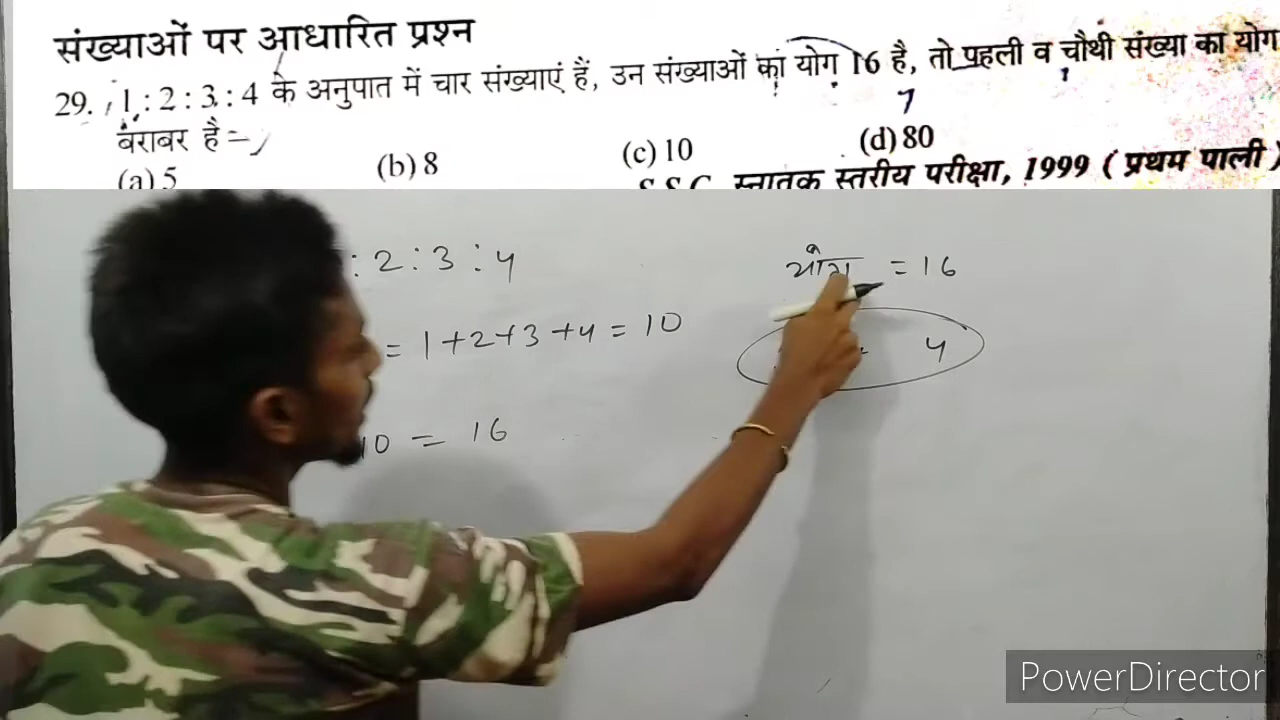 संख्याओं पर आधारित प्रश्न
29. 1 : 2 : 3 : 4 के अनुपात में चार संख्याएं हैं, उन संख्याओं का योग 16 है, तो पहली व चौथी संख्या का योग
बराबर है –
(a) 5 (b) 8 (c) 10 (d) 80
S.S.C. स्नातक स्तरीय परीक्षा, 1999 ( प्रथम पाली )
: 2 : 3 : 4
योग = 16
= 1 + 2 + 3 + 4 = 10
4
10 = 16
PowerDirector